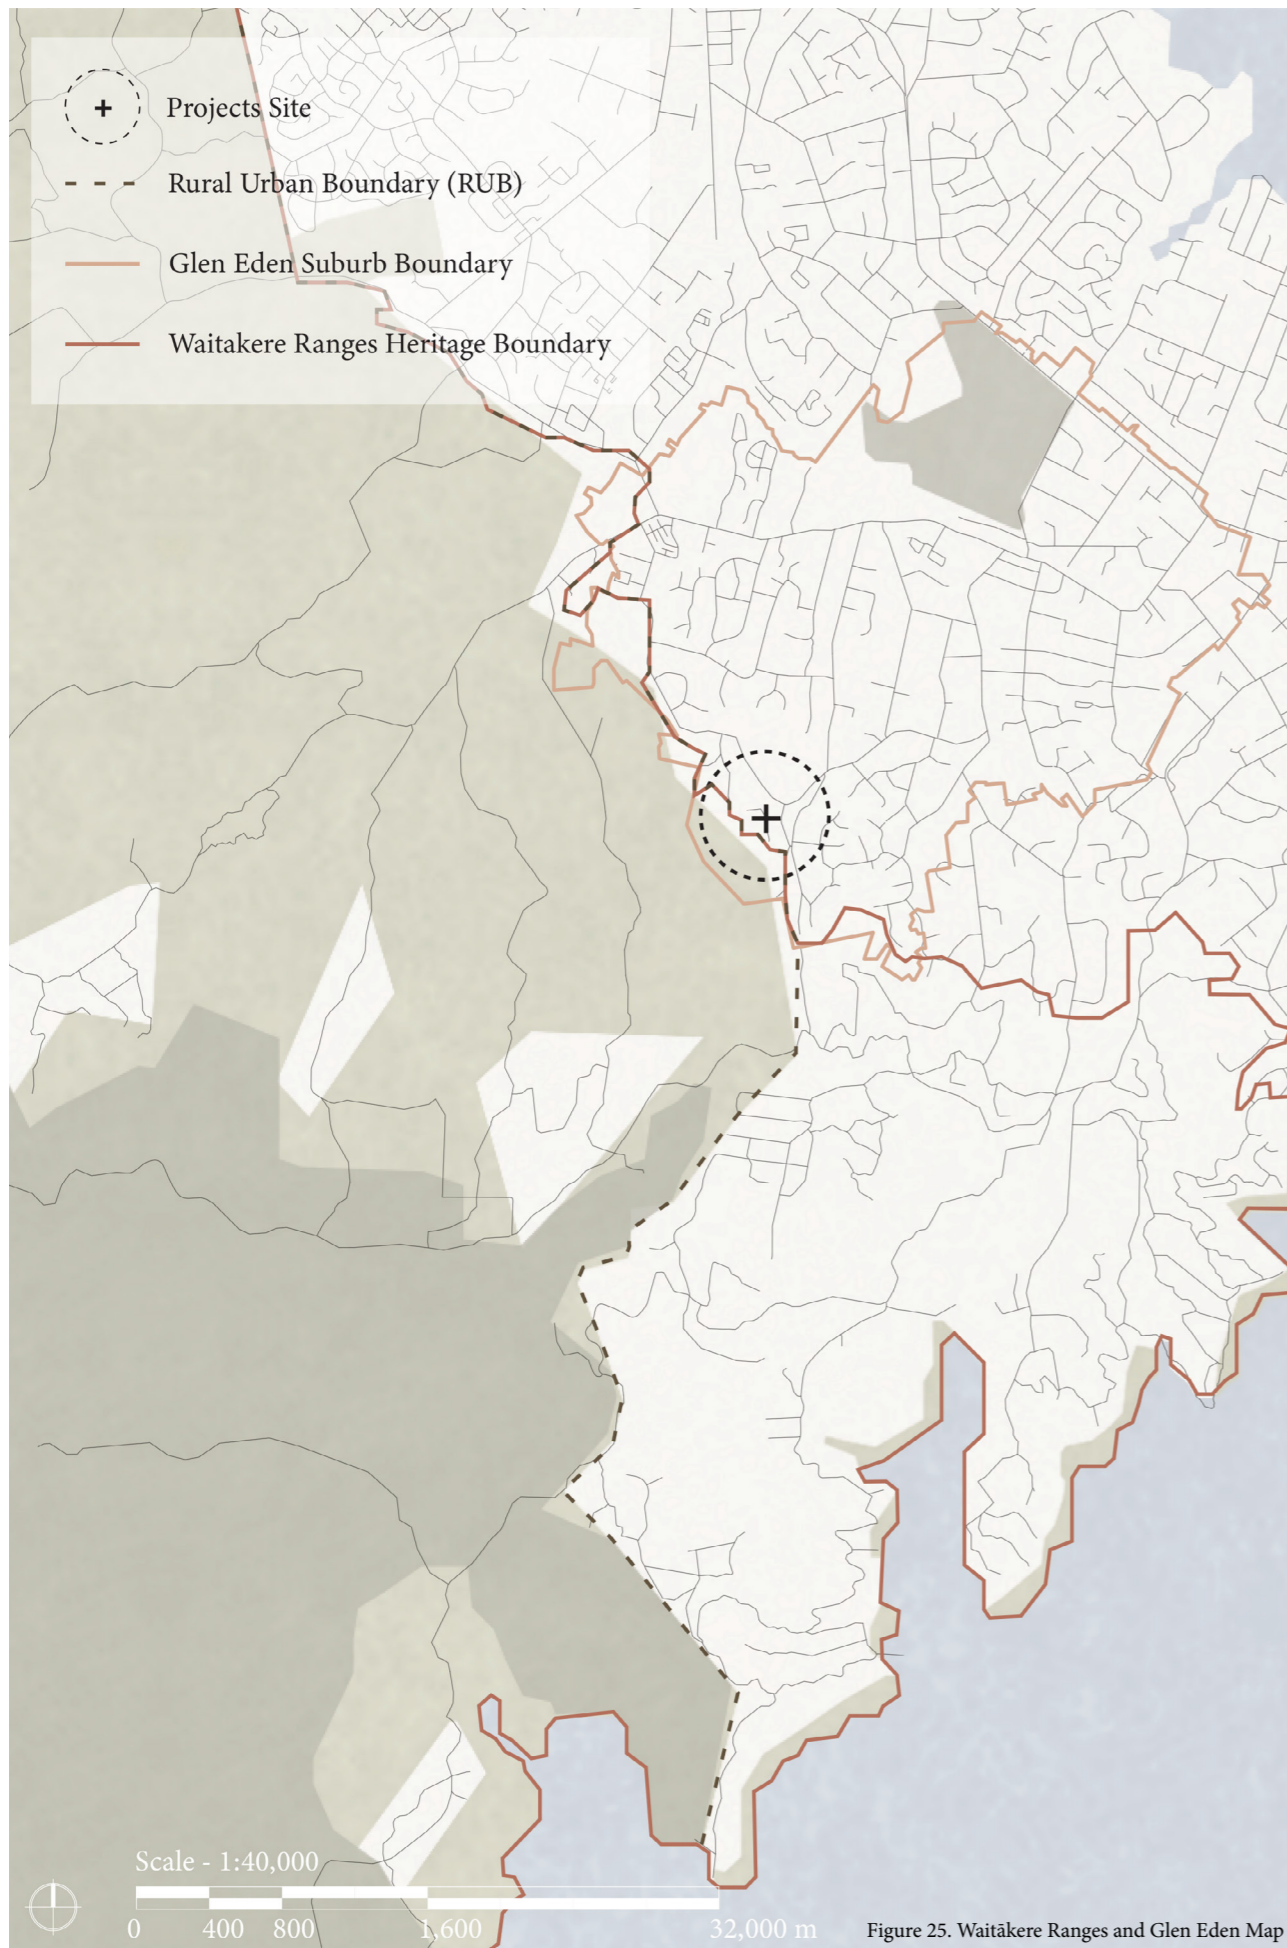 Projects Site
Rural Urban Boundary (RUB)
Glen Eden Suburb Boundary
Waitakere Ranges Heritage Boundary
Scale - 1:40,000
0 400 800 1,600 32,000 m
Figure 25. Waitākere Ranges and Glen Eden Map